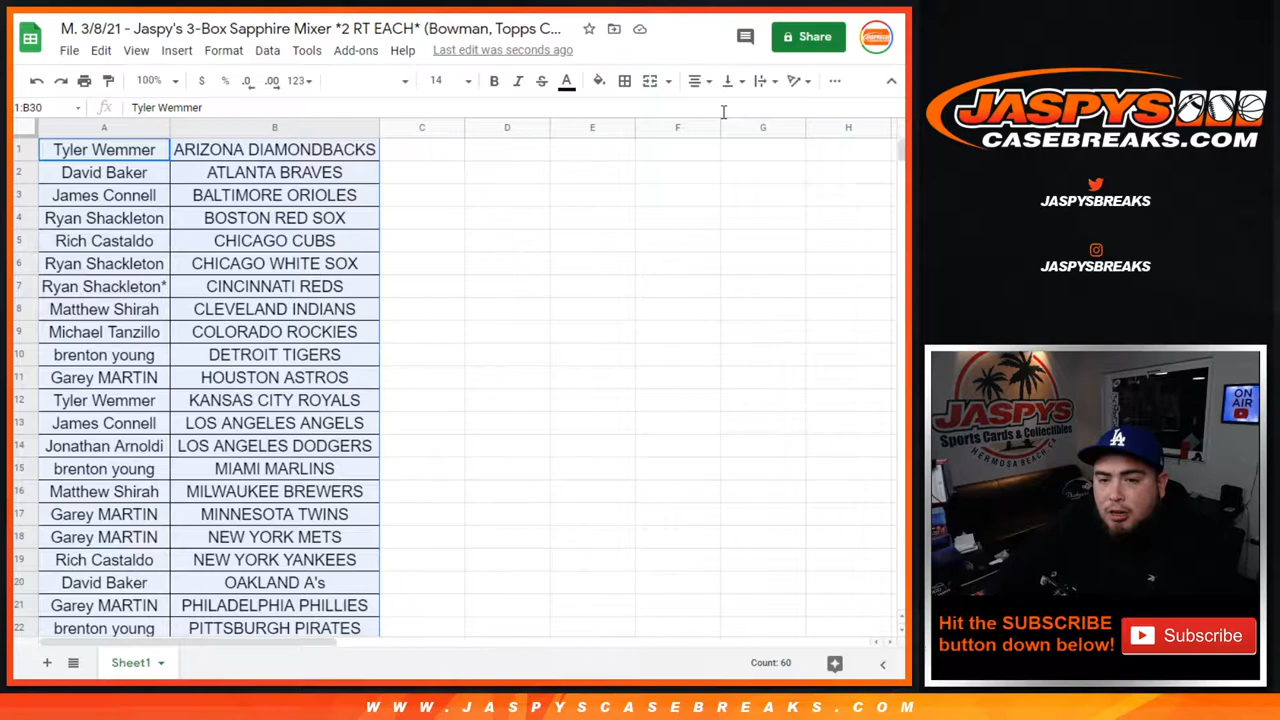 M. 3/8/21 - Jaspy's 3-Box Sapphire Mixer *2 RT EACH* (Bowman, Topps C...
File Edit View Insert Format Data Tools Add-ons Help Last edit was seconds ago
Share
100% $ % .0 .00 123 14 B I S A
1:B30 fx Tyler Wemmer
A B C D E F G H
1 Tyler Wemmer ARIZONA DIAMONDBACKS
2 David Baker ATLANTA BRAVES
3 James Connell BALTIMORE ORIOLES
4 Ryan Shackleton BOSTON RED SOX
5 Rich Castaldo CHICAGO CUBS
6 Ryan Shackleton CHICAGO WHITE SOX
7 Ryan Shackleton* CINCINNATI REDS
8 Matthew Shirah CLEVELAND INDIANS
9 Michael Tanzillo COLORADO ROCKIES
10 brenton young DETROIT TIGERS
11 Garey MARTIN HOUSTON ASTROS
12 Tyler Wemmer KANSAS CITY ROYALS
13 James Connell LOS ANGELES ANGELS
14 Jonathan Arnoldi LOS ANGELES DODGERS
15 brenton young MIAMI MARLINS
16 Matthew Shirah MILWAUKEE BREWERS
17 Garey MARTIN MINNESOTA TWINS
18 Garey MARTIN NEW YORK METS
19 Rich Castaldo NEW YORK YANKEES
20 David Baker OAKLAND A's
21 Garey MARTIN PHILADELPHIA PHILLIES
22 brenton young PITTSBURGH PIRATES
Sheet1 Count: 60
JASPYS
CASEBREAKS.COM
JASPYSBREAKS
JASPYSBREAKS
JASPYS
Sports Cards & Collectibles
HERMOSA BEACH, CA
ON
AIR
LA
Hit the SUBSCRIBE
button down below!
Subscribe
WWW.JASPYSCASEBREAKS.COM